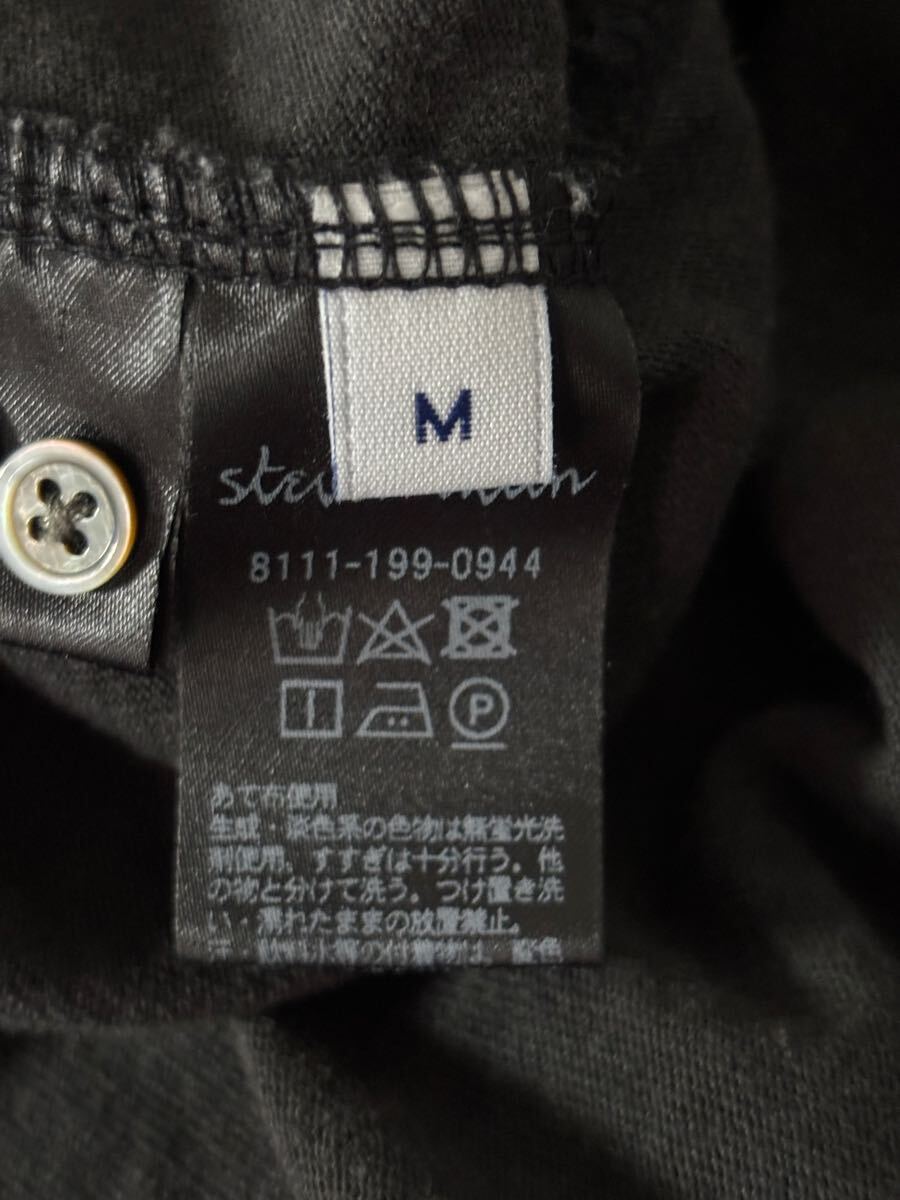 M
8111-199-0944
P
あて布使用
生成・淡色系の色物は無蛍光洗
剤使用。すすぎは十分行う。他
の物と分けて洗う。つけ置き洗
い・濡れたままの放置禁止。